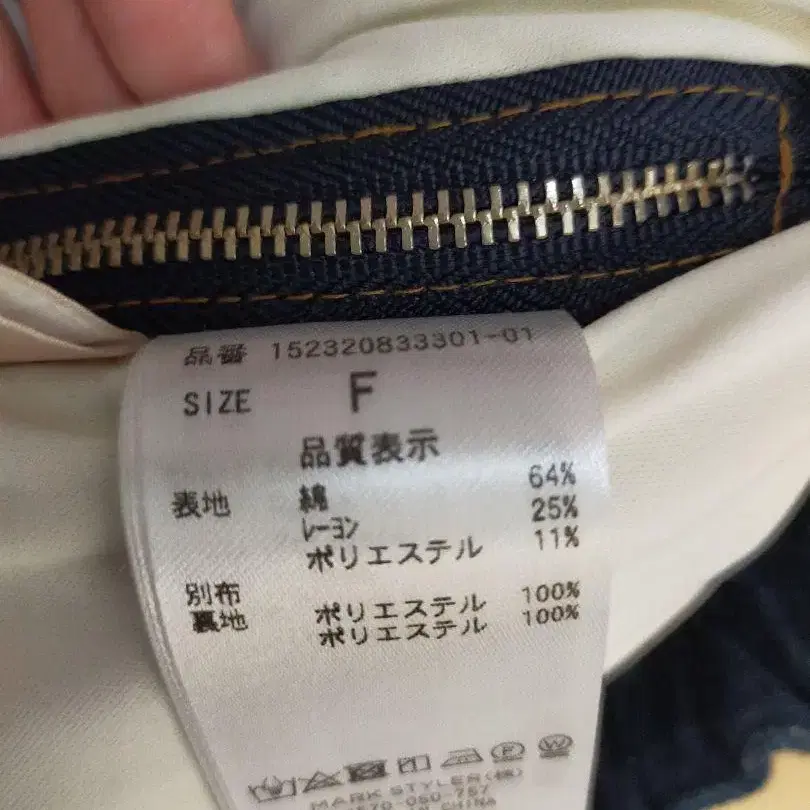 品番 152320833301-01
SIZE F
品質表示
表地 綿 64%
レーヨン 25%
ポリエステル 11%
別布 ポリエステル 100%
裏地 ポリエステル 100%
F W
MARK STYLER(株)